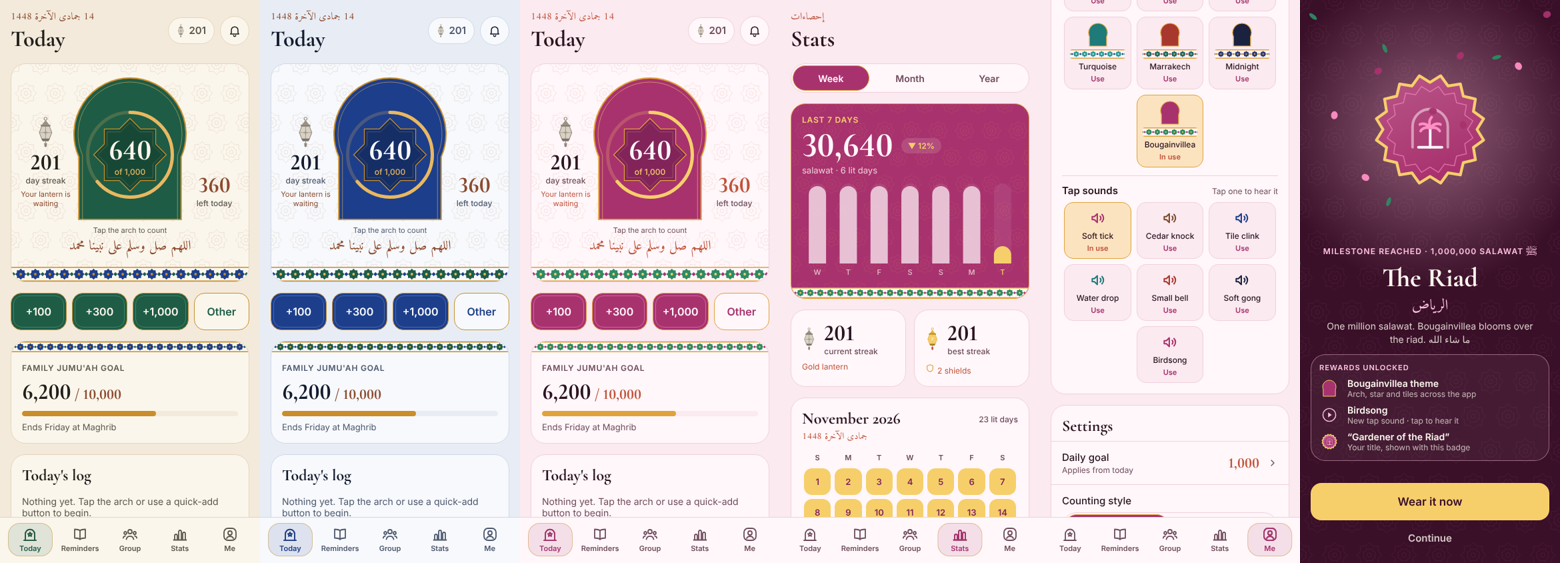 14 جمادى الآخرة 1448
Today
201
201
day streak
Your lantern is
waiting
640
of 1,000
360
left today
Tap the arch to count
اللهم صل وسلم على نبينا محمد
+100
+300
+1,000
Other
FAMILY JUMU'AH GOAL
6,200 / 10,000
Ends Friday at Maghrib
Today's log
Nothing yet. Tap the arch or use a quick-add
button to begin.
Today
Reminders
Group
Stats
Me
14 جمادى الآخرة 1448
Today
201
201
day streak
Your lantern is
waiting
640
of 1,000
360
left today
Tap the arch to count
اللهم صل وسلم على نبينا محمد
+100
+300
+1,000
Other
FAMILY JUMU'AH GOAL
6,200 / 10,000
Ends Friday at Maghrib
Today's log
Nothing yet. Tap the arch or use a quick-add
button to begin.
Today
Reminders
Group
Stats
Me
14 جمادى الآخرة 1448
Today
201
201
day streak
Your lantern is
waiting
640
of 1,000
360
left today
Tap the arch to count
اللهم صل وسلم على نبينا محمد
+100
+300
+1,000
Other
FAMILY JUMU'AH GOAL
6,200 / 10,000
Ends Friday at Maghrib
Today's log
Nothing yet. Tap the arch or use a quick-add
button to begin.
Today
Reminders
Group
Stats
Me
إحصاءات
Stats
Week
Month
Year
LAST 7 DAYS
30,640
▼ 12%
salawat · 6 lit days
W T F S S M T
201
current streak
Gold lantern
201
best streak
2 shields
November 2026
23 lit days
جمادى الآخرة 1448
S M T W T F S
1 2 3 4 5 6 7
8 9 10 11 12 13 14
Today
Reminders
Group
Stats
Me
Use
Use
Use
Turquoise
Use
Marrakech
Use
Midnight
Use
Bougainvillea
In use
Tap sounds
Tap one to hear it
Soft tick
In use
Cedar knock
Use
Tile clink
Use
Water drop
Use
Small bell
Use
Soft gong
Use
Birdsong
Use
Settings
Daily goal
Applies from today
1,000
Counting style
Today
Reminders
Group
Stats
Me
MILESTONE REACHED · 1,000,000 SALAWAT ﷺ
The Riad
الرياض
One million salawat. Bougainvillea blooms over
the riad. ما شاء الله
REWARDS UNLOCKED
Bougainvillea theme
Arch, star and tiles across the app
Birdsong
New tap sound · tap to hear it
“Gardener of the Riad”
Your title, shown with this badge
Wear it now
Continue